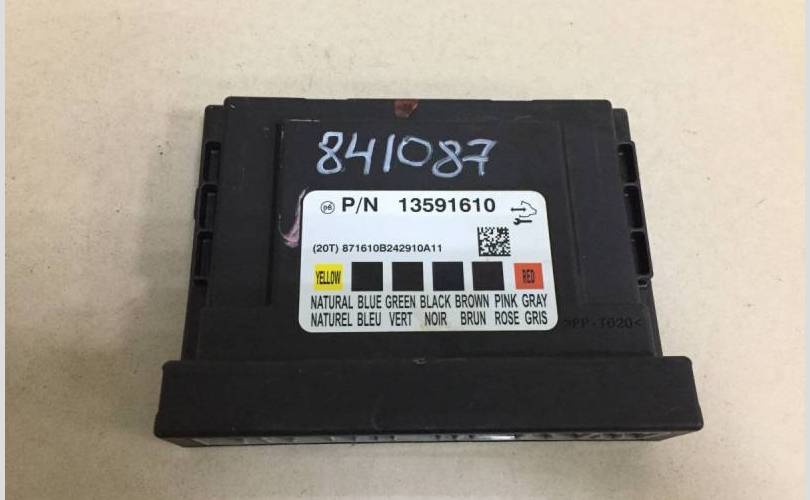 841087
p6 P/N 13591610
(20T) 871610B242910A11
YELLOW RED
NATURAL BLUE GREEN BLACK BROWN PINK GRAY
NATUREL BLEU VERT NOIR BRUN ROSE GRIS
>PP-T020<